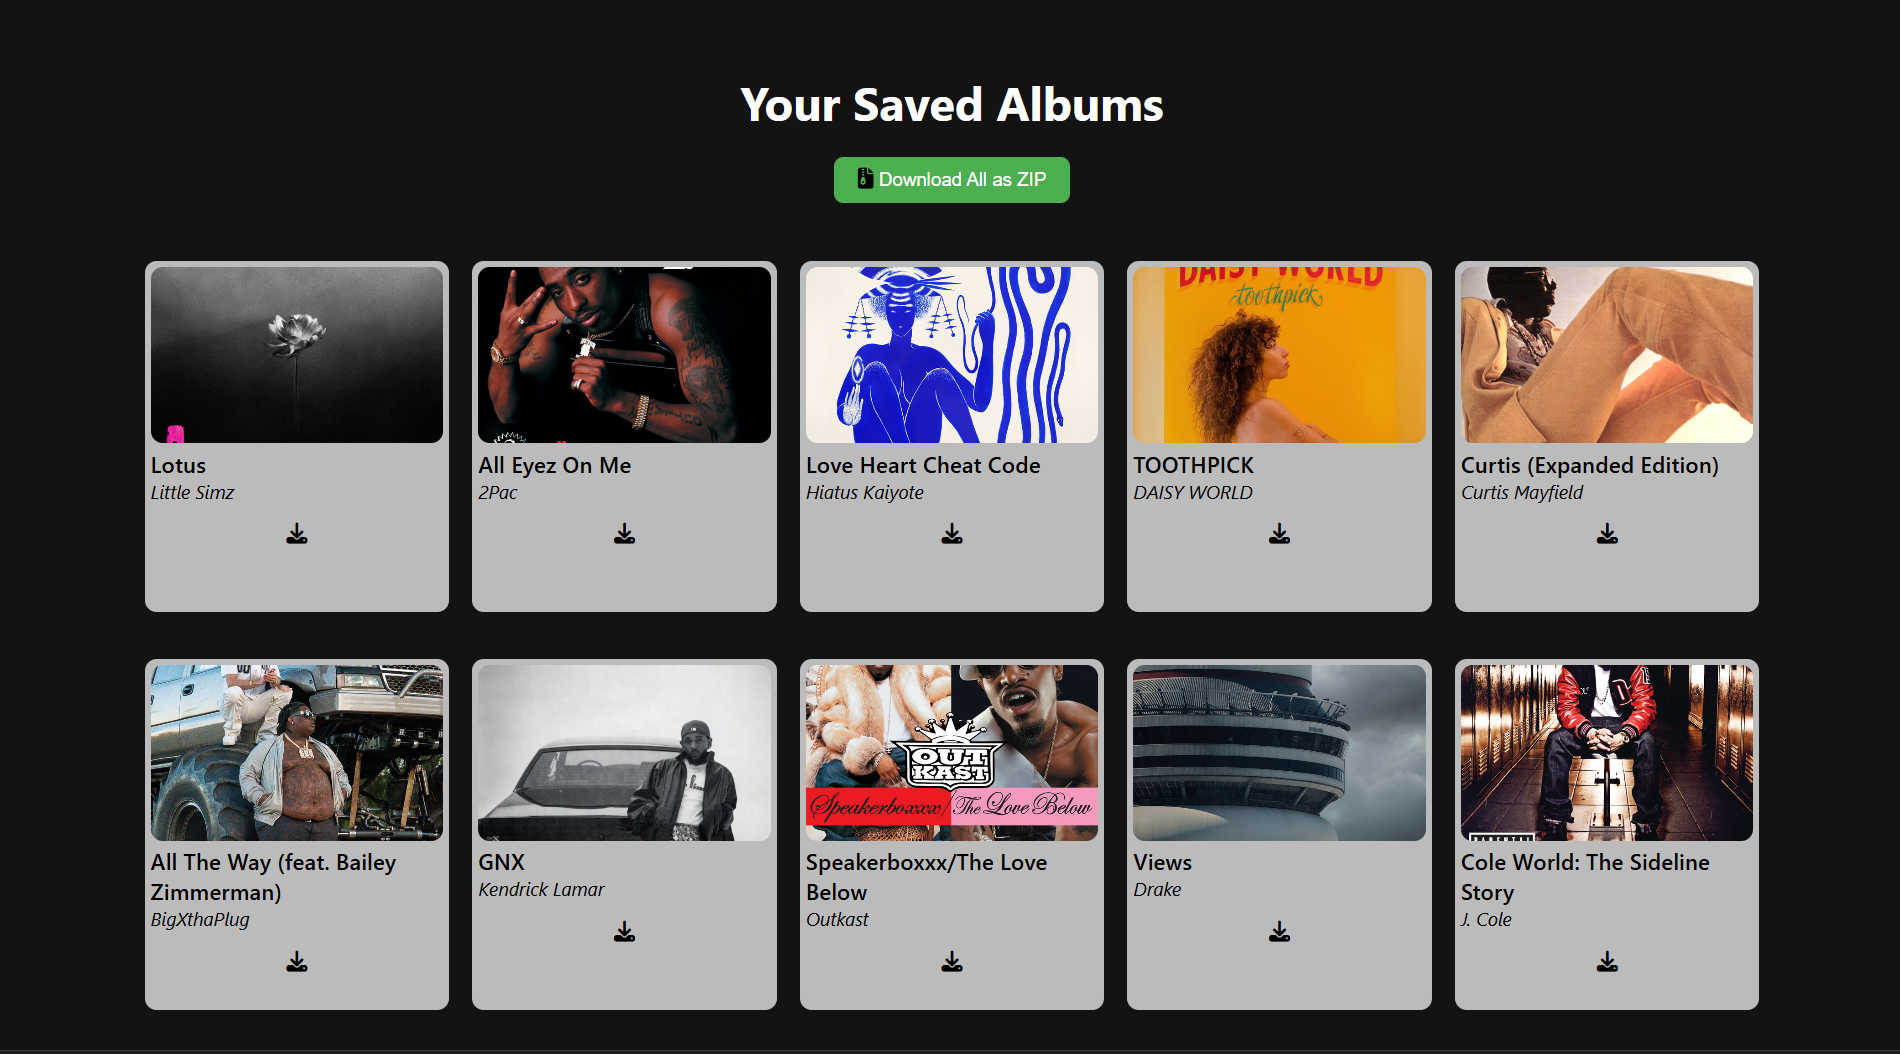 Your Saved Albums
Download All as ZIP
DAISY WORLD
toothpick
Lotus
Little Simz
All Eyez On Me
2Pac
Love Heart Cheat Code
Hiatus Kaiyote
TOOTHPICK
DAISY WORLD
Curtis (Expanded Edition)
Curtis Mayfield
OUT
KAST
Speakerboxxx/The Love Below
PARENTAL
All The Way (feat. Bailey
Zimmerman)
BigXthaPlug
GNX
Kendrick Lamar
Speakerboxxx/The Love
Below
Outkast
Views
Drake
Cole World: The Sideline
Story
J. Cole